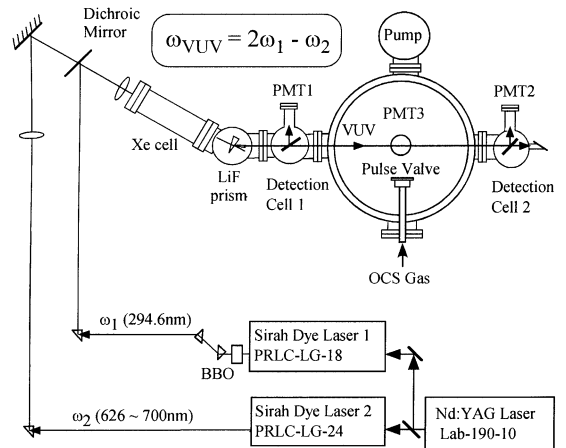 Dichroic
Mirror
ωVUV = 2ω1 - ω2
Pump
PMT1
PMT3
PMT2
VUV
Xe cell
LiF
prism
Detection
Cell 1
Pulse Valve
Detection
Cell 2
OCS Gas
ω1 (294.6nm)
BBO
Sirah Dye Laser 1
PRLC-LG-18
ω2 (626 ~ 700nm)
Sirah Dye Laser 2
PRLC-LG-24
Nd:YAG Laser
Lab-190-10